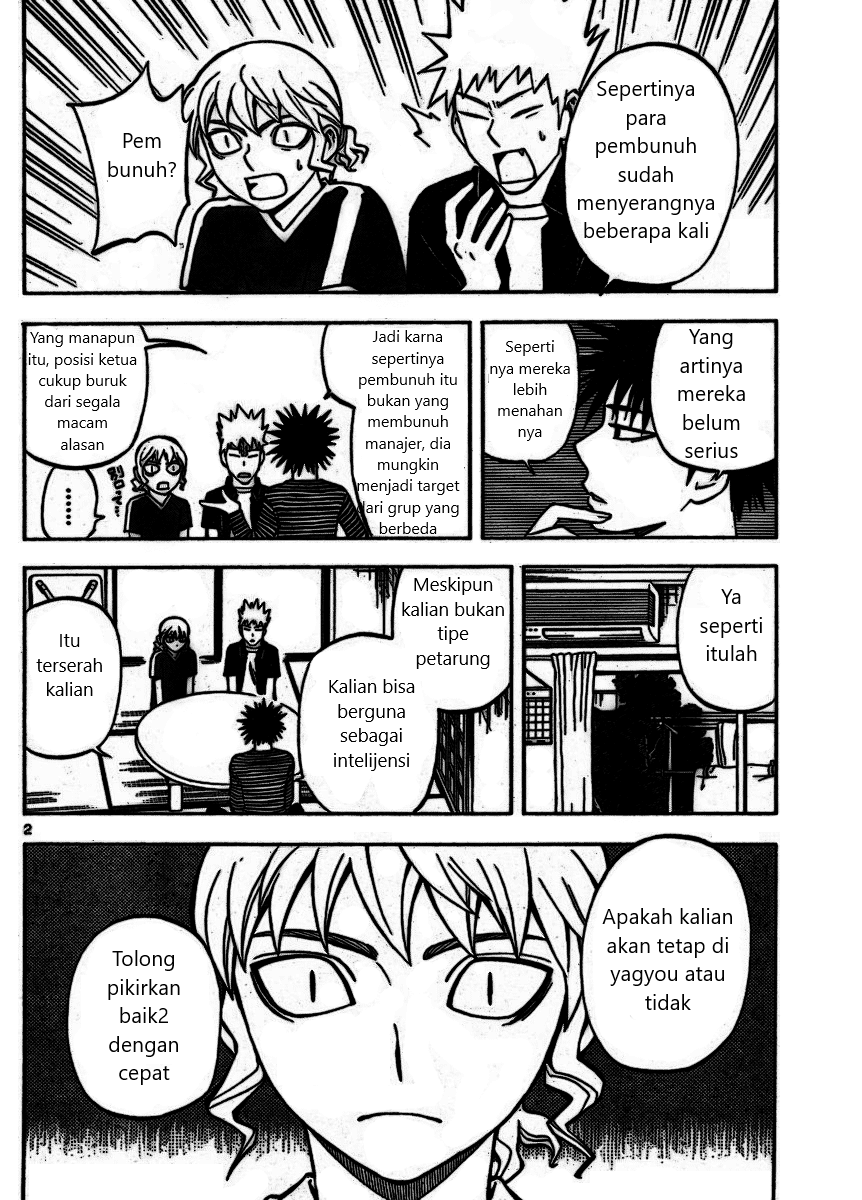 Sepertinya
para
pembunuh
sudah
menyerangnya
beberapa kali
Pem
bunuh?
Yang
artinya
mereka
belum
serius
Seperti
nya mereka
lebih
menahan
nya
Jadi karna
sepertinya
pembunuh itu
bukan yang
membunuh
manajer, dia
mungkin
menjadi target
dari grup yang
berbeda
Yang manapun
itu, posisi ketua
cukup buruk
dari segala
macam
alasan
......
Ya
seperti
itulah
Meskipun
kalian bukan
tipe
petarung
Kalian bisa
berguna
sebagai
intelijensi
Itu
terserah
kalian
2
Apakah kalian
akan tetap di
yagyou atau
tidak
Tolong
pikirkan
baik2
dengan
cepat